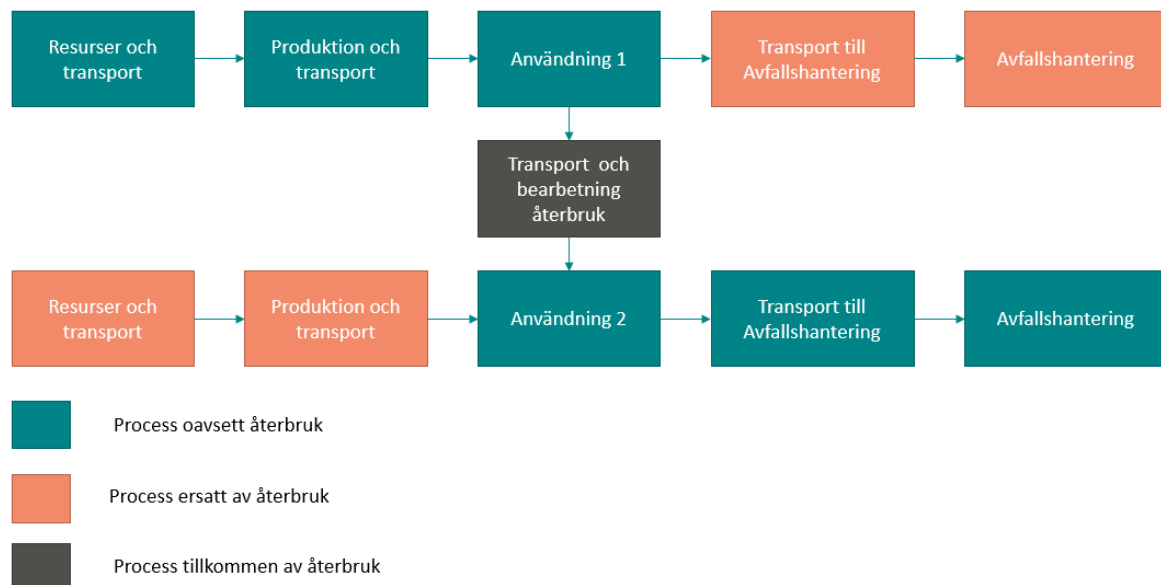 Resurser och
transport
Produktion och
transport
Användning 1
Transport till
Avfallshantering
Avfallshantering
Transport och
bearbetning
återbruk
Resurser och
transport
Produktion och
transport
Användning 2
Transport till
Avfallshantering
Avfallshantering
Process oavsett återbruk
Process ersatt av återbruk
Process tillkommen av återbruk